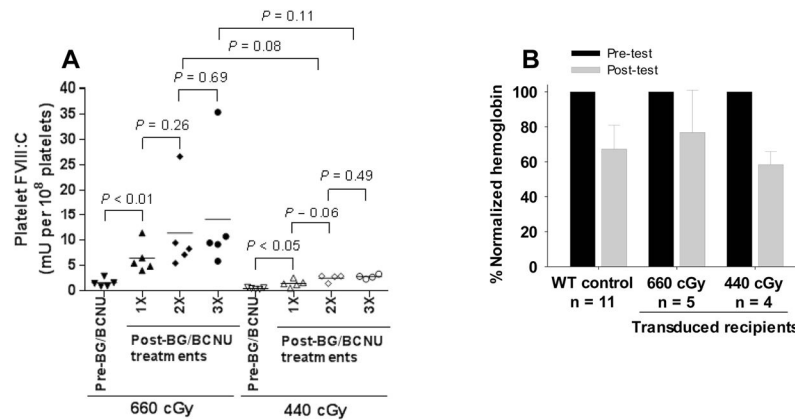 A
P = 0.11
P = 0.08
P = 0.69
P = 0.26
P < 0.01
P = 0.49
P – 0.06
P < 0.05
Platelet FVIII:C
(mU per 10⁸ platelets)
40
35
30
25
20
15
10
5
0
Pre-BG/BCNU
1X
2X
3X
Post-BG/BCNU
treatments
660 cGy
Pre-BG/BCNU
1X
2X
3X
Post-BG/BCNU
treatments
440 cGy
B
Pre-test
Post-test
% Normalized hemoglobin
100
80
60
40
20
0
WT control
n = 11
660 cGy
n = 5
440 cGy
n = 4
Transduced recipients